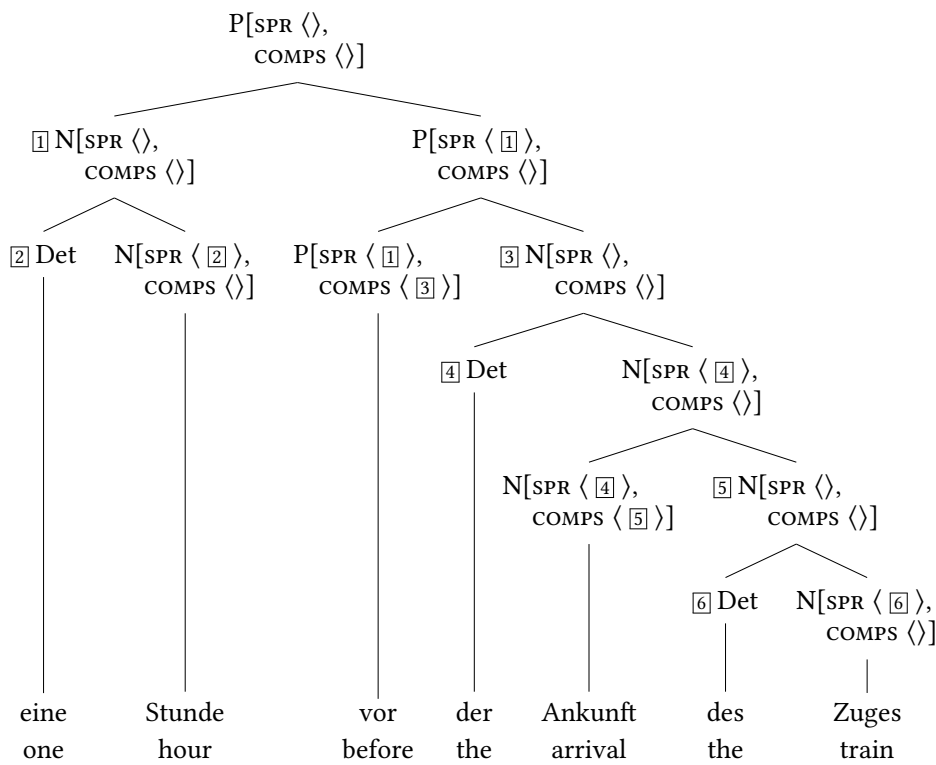 P[SPR ⟨⟩,
COMPS ⟨⟩]
1 N[SPR ⟨⟩,
COMPS ⟨⟩]
P[SPR ⟨ 1 ⟩,
COMPS ⟨⟩]
2 Det
N[SPR ⟨ 2 ⟩,
COMPS ⟨⟩]
P[SPR ⟨ 1 ⟩,
COMPS ⟨ 3 ⟩]
3 N[SPR ⟨⟩,
COMPS ⟨⟩]
4 Det
N[SPR ⟨ 4 ⟩,
COMPS ⟨⟩]
N[SPR ⟨ 4 ⟩,
COMPS ⟨ 5 ⟩]
5 N[SPR ⟨⟩,
COMPS ⟨⟩]
6 Det
N[SPR ⟨ 6 ⟩,
COMPS ⟨⟩]
eine Stunde vor der Ankunft des Zuges
one hour before the arrival the train